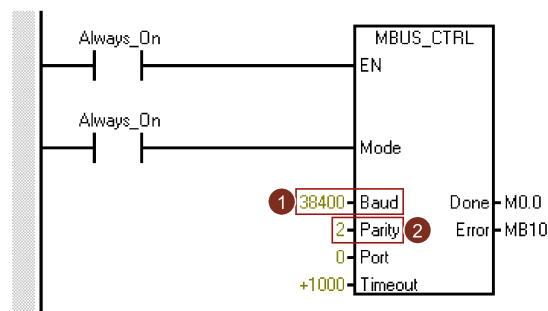 Always_On
MBUS_CTRL
EN
Always_On
Mode
1 38400 Baud Done M0.0
2 Parity 2 Error MB10
0 Port
+1000 Timeout